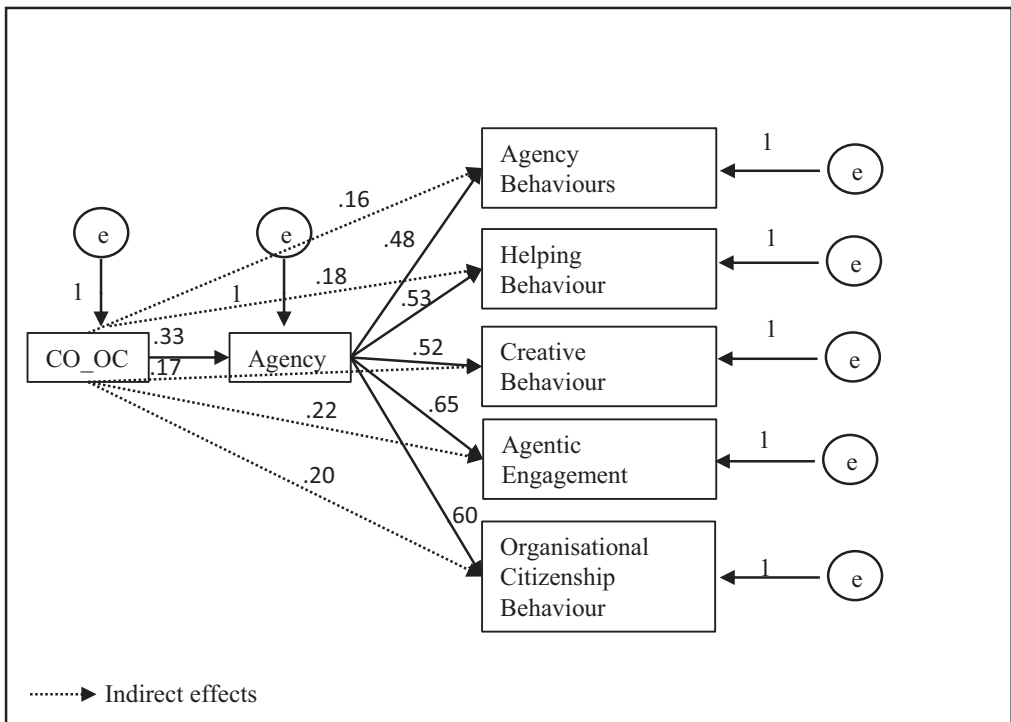 Agency
Behaviours
1
e
.16
e
e
.48
Helping
Behaviour
1
e
1
.18
1
.53
CO_OC
.33
Agency
.52
Creative
Behaviour
1
e
.17
.65
.22
Agentic
Engagement
1
e
.20
.60
Organisational
Citizenship
Behaviour
1
e
Indirect effects